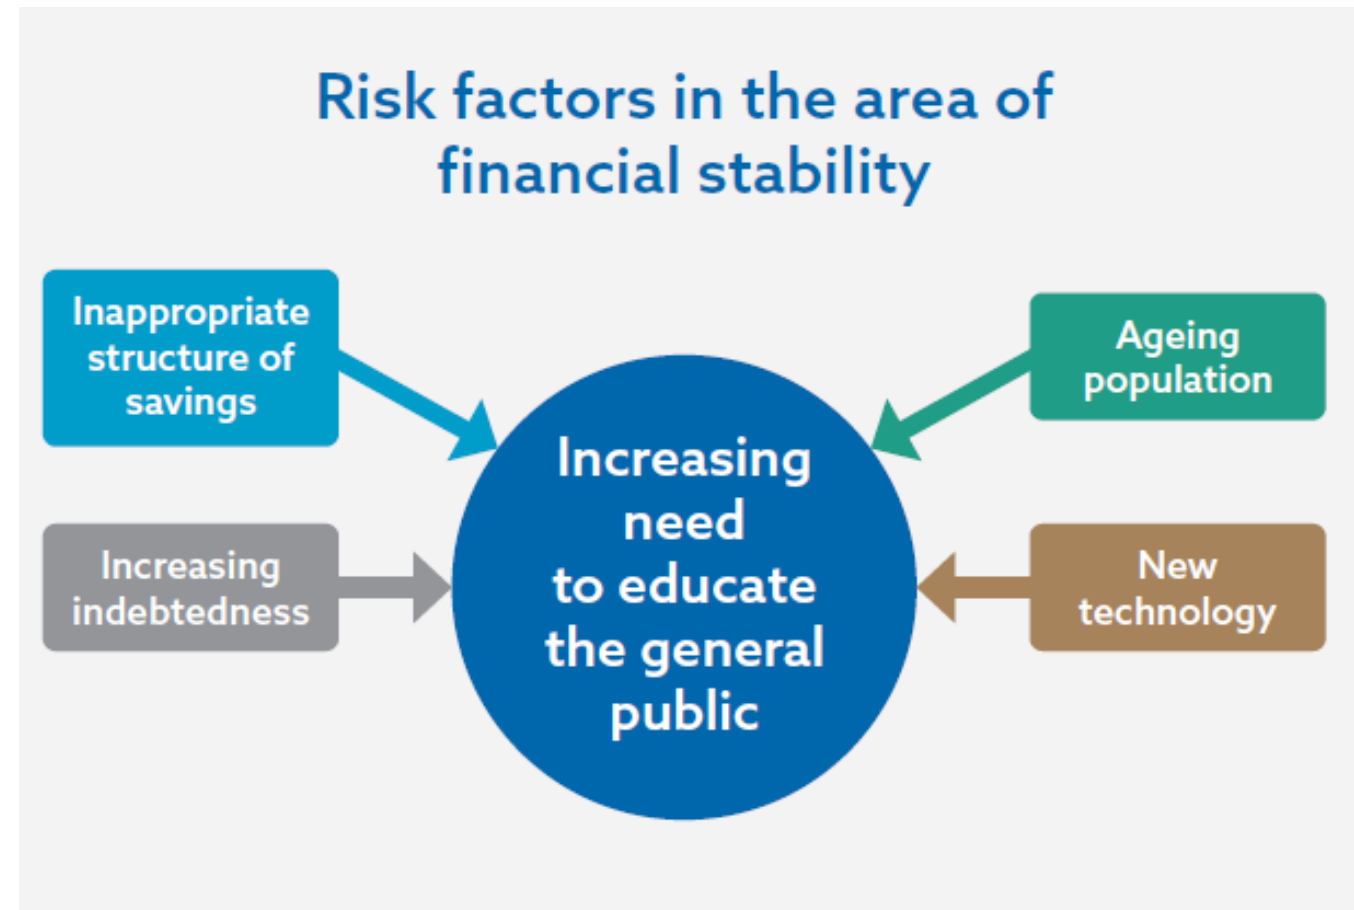 Risk factors in the area of
financial stability
Inappropriate
structure of
savings
Increasing
indebtedness
Increasing
need
to educate
the general
public
Ageing
population
New
technology